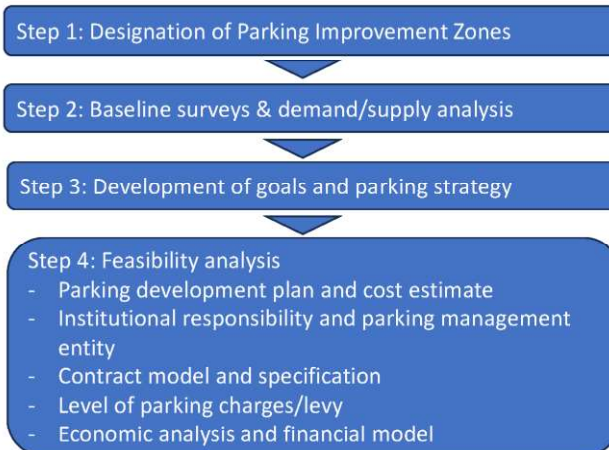 Step 1: Designation of Parking Improvement Zones
Step 2: Baseline surveys & demand/supply analysis
Step 3: Development of goals and parking strategy
Step 4: Feasibility analysis
- Parking development plan and cost estimate
- Institutional responsibility and parking management
entity
- Contract model and specification
- Level of parking charges/levy
- Economic analysis and financial model